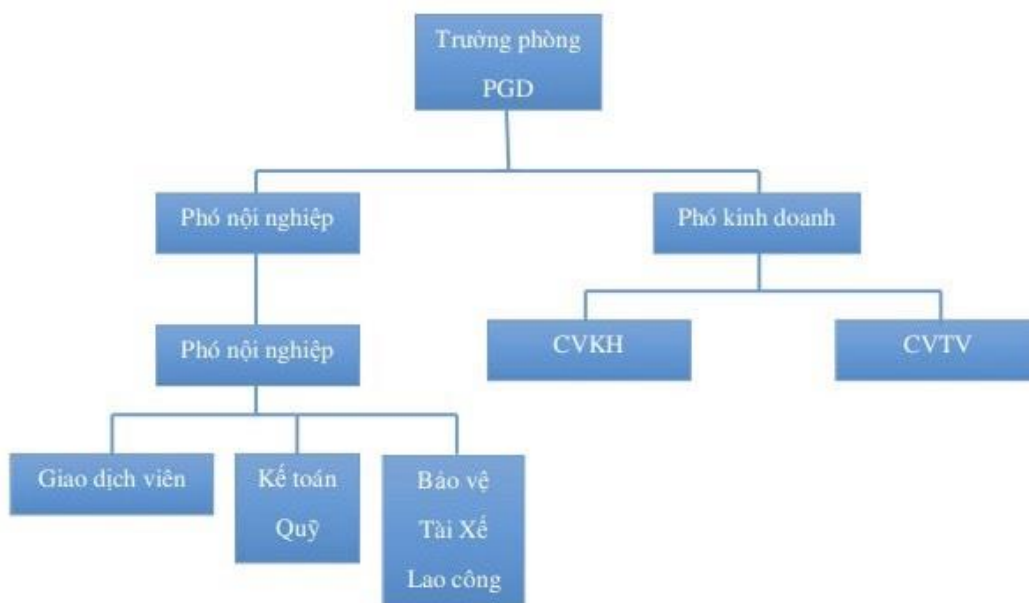 Trường phòng
PGD
Phó nội nghiệp
Phó kinh doanh
Phó nội nghiệp
CVKH
CVTV
Giao dịch viên
Kế toán
Quỹ
Bảo vệ
Tài Xế
Lao công